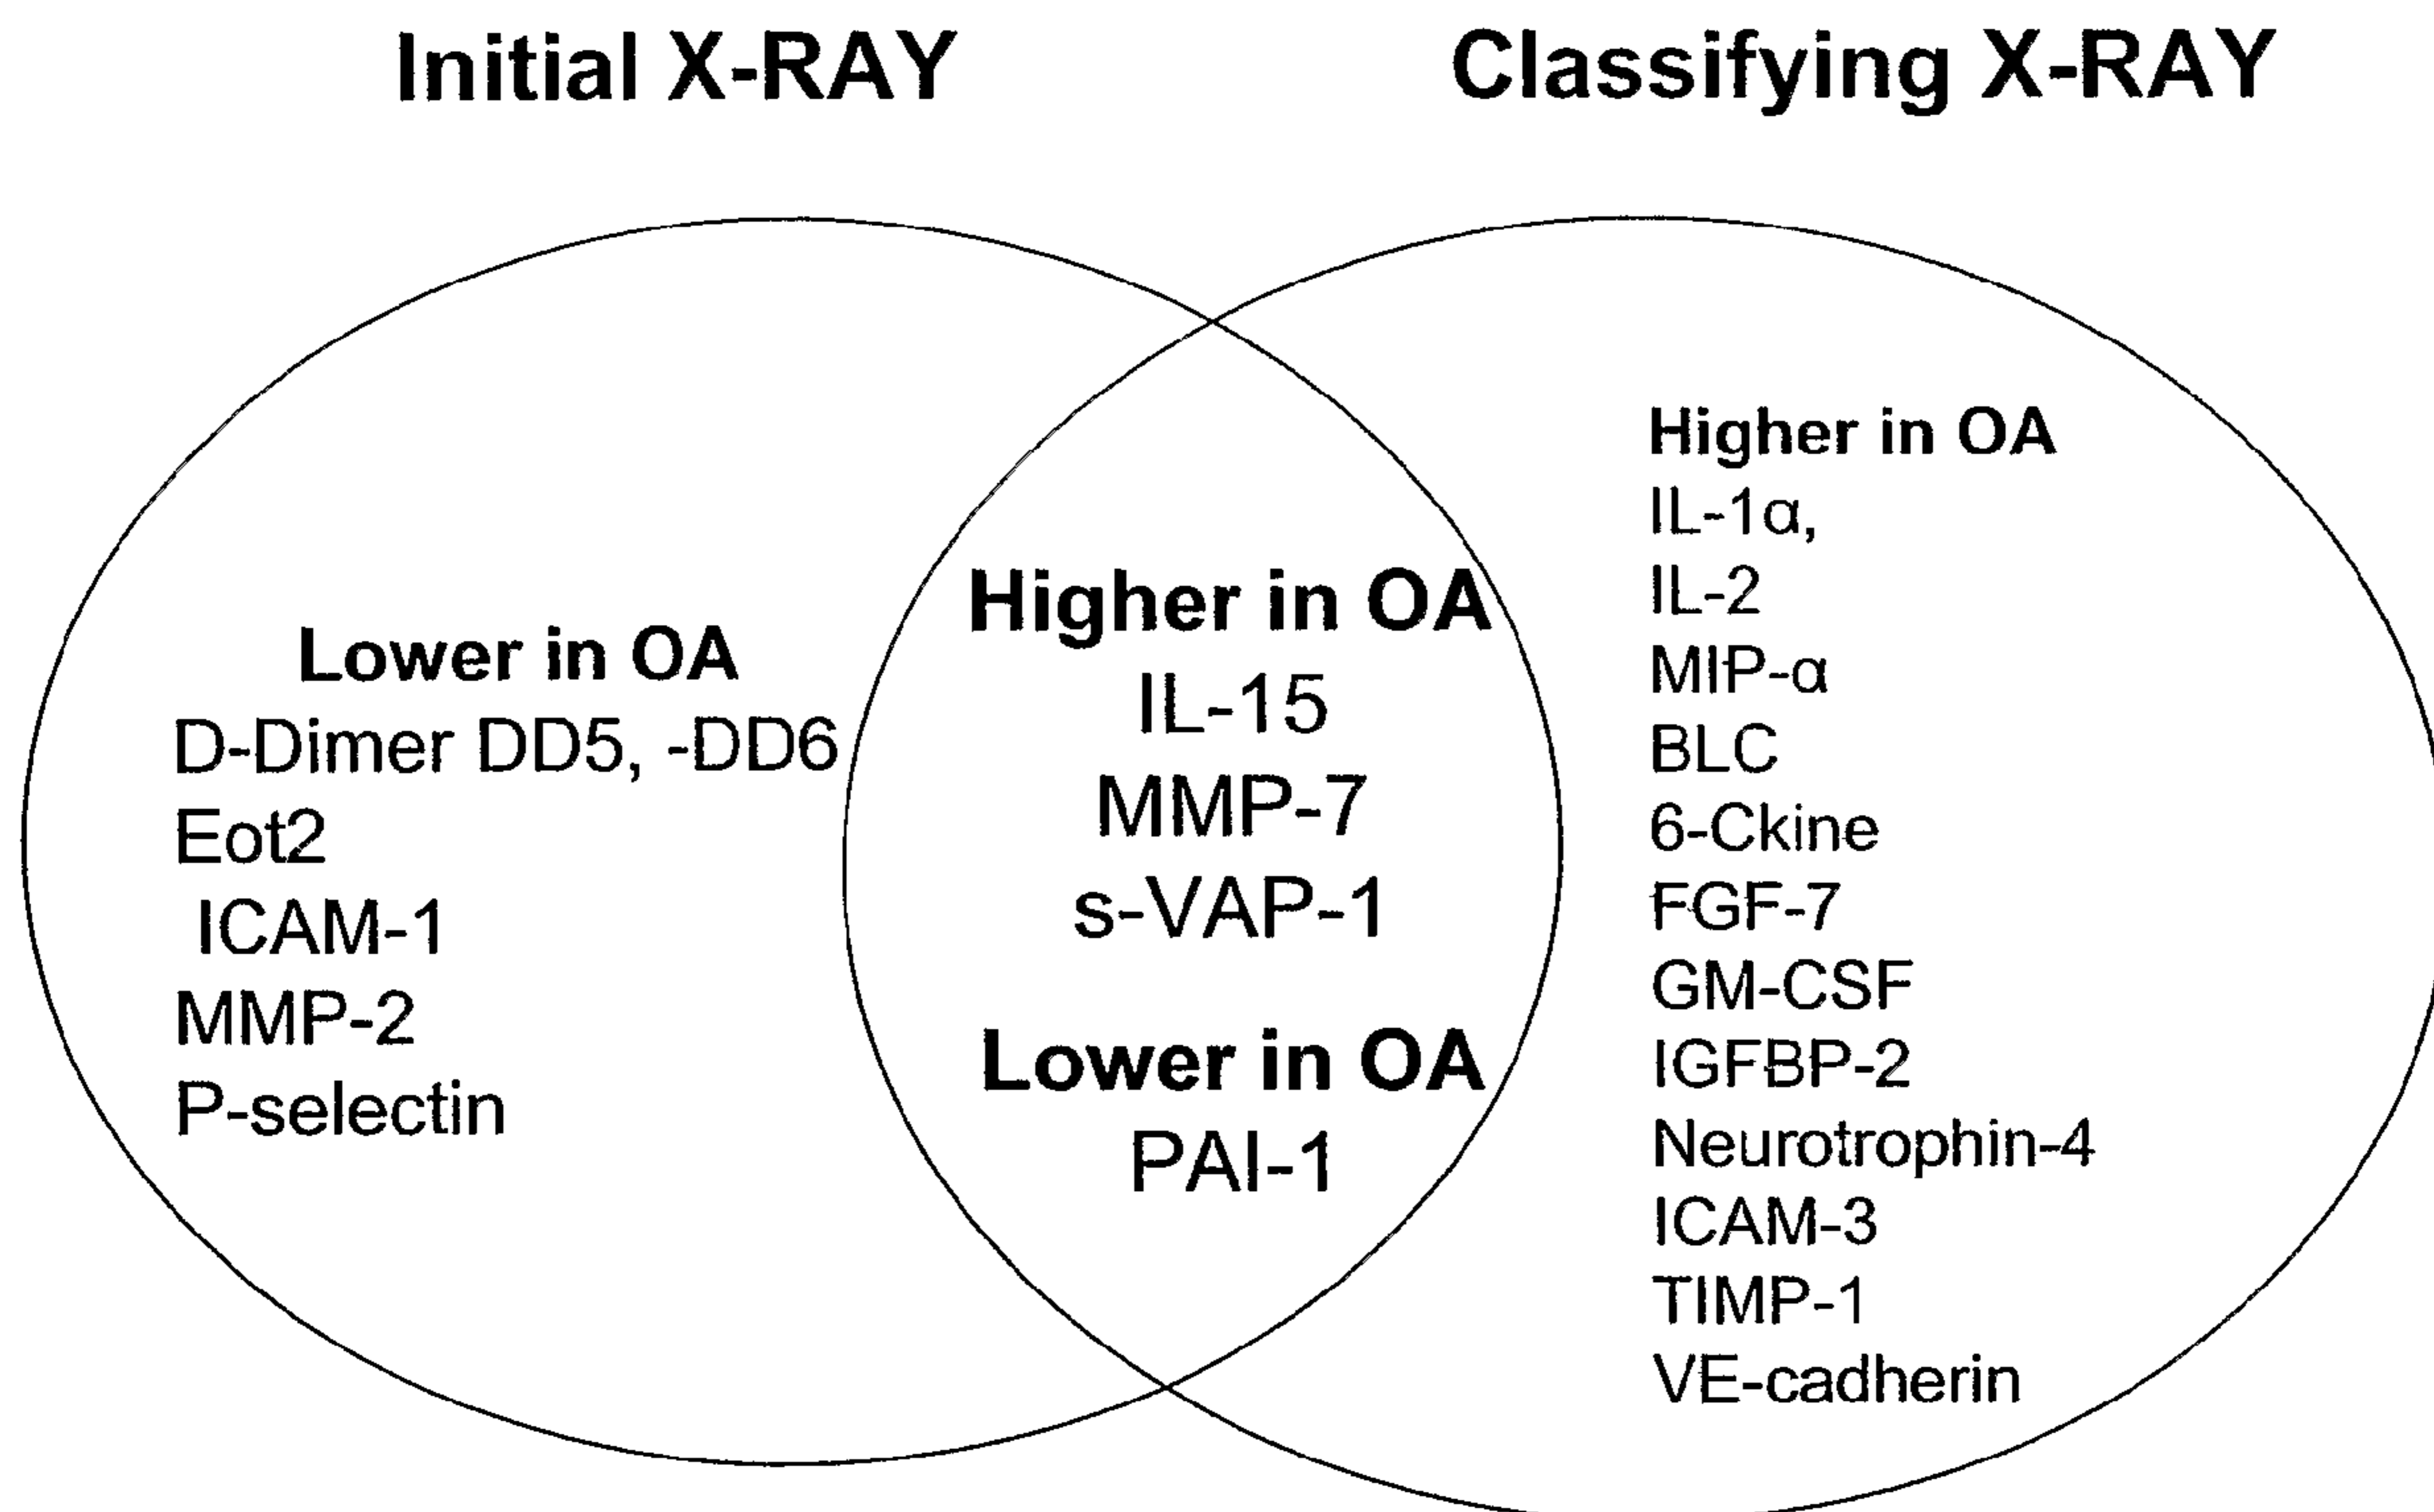 Initial X-RAY
Classifying X-RAY
Lower in OA
D-Dimer DD5, -DD6
Eot2
ICAM-1
MMP-2
P-selectin
Higher in OA
IL-15
MMP-7
s-VAP-1
Lower in OA
PAI-1
Higher in OA
IL-1α,
IL-2
MIP-α
BLC
6-Ckine
FGF-7
GM-CSF
IGFBP-2
Neurotrophin-4
ICAM-3
TIMP-1
VE-cadherin